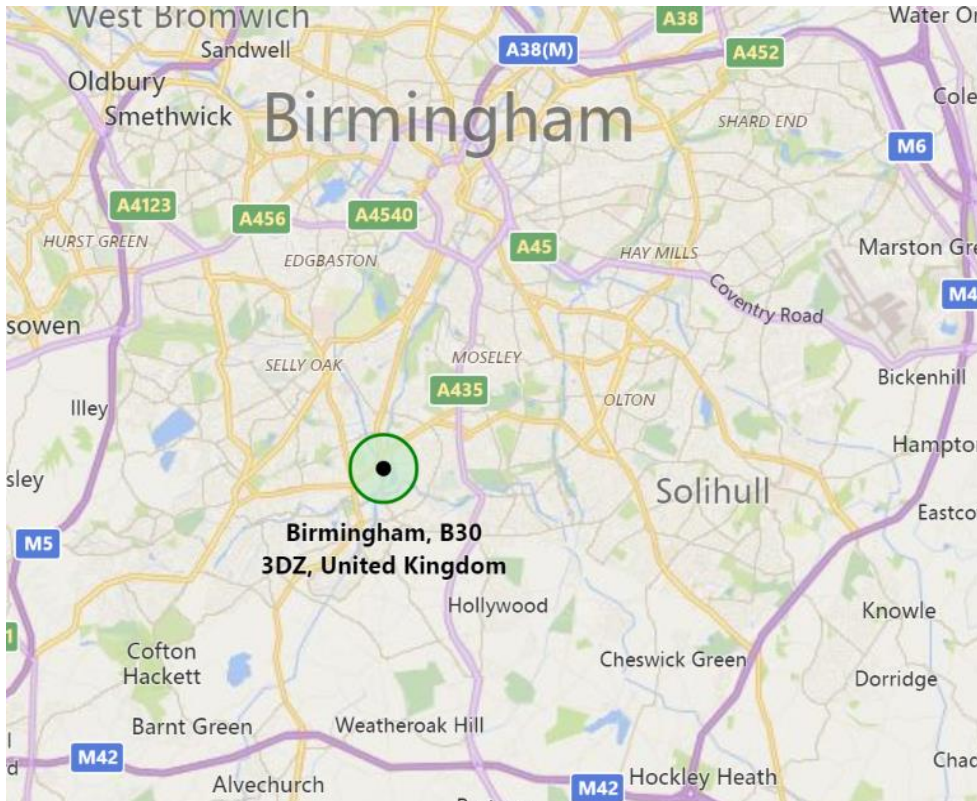 West Bromwich
A38
Water Or
Sandwell
A38(M)
A452
Oldbury
Cole
Smethwick
Birmingham
SHARD END
M6
A4123
A456
A4540
HURST GREEN
EDGBASTON
A45
HAY MILLS
Marston Gre
Coventry Road
M4
sowen
SELLY OAK
MOSELEY
A435
Bickenhill
Illey
OLTON
Hampto
sley
Solihull
Eastco
M5
Birmingham, B30
3DZ, United Kingdom
Hollywood
Knowle
1
Cofton
Hackett
Cheswick Green
Dorridge
Barnt Green
Weatheroak Hill
l
d
M42
Chad
Alvechurch
M42
Hockley Heath